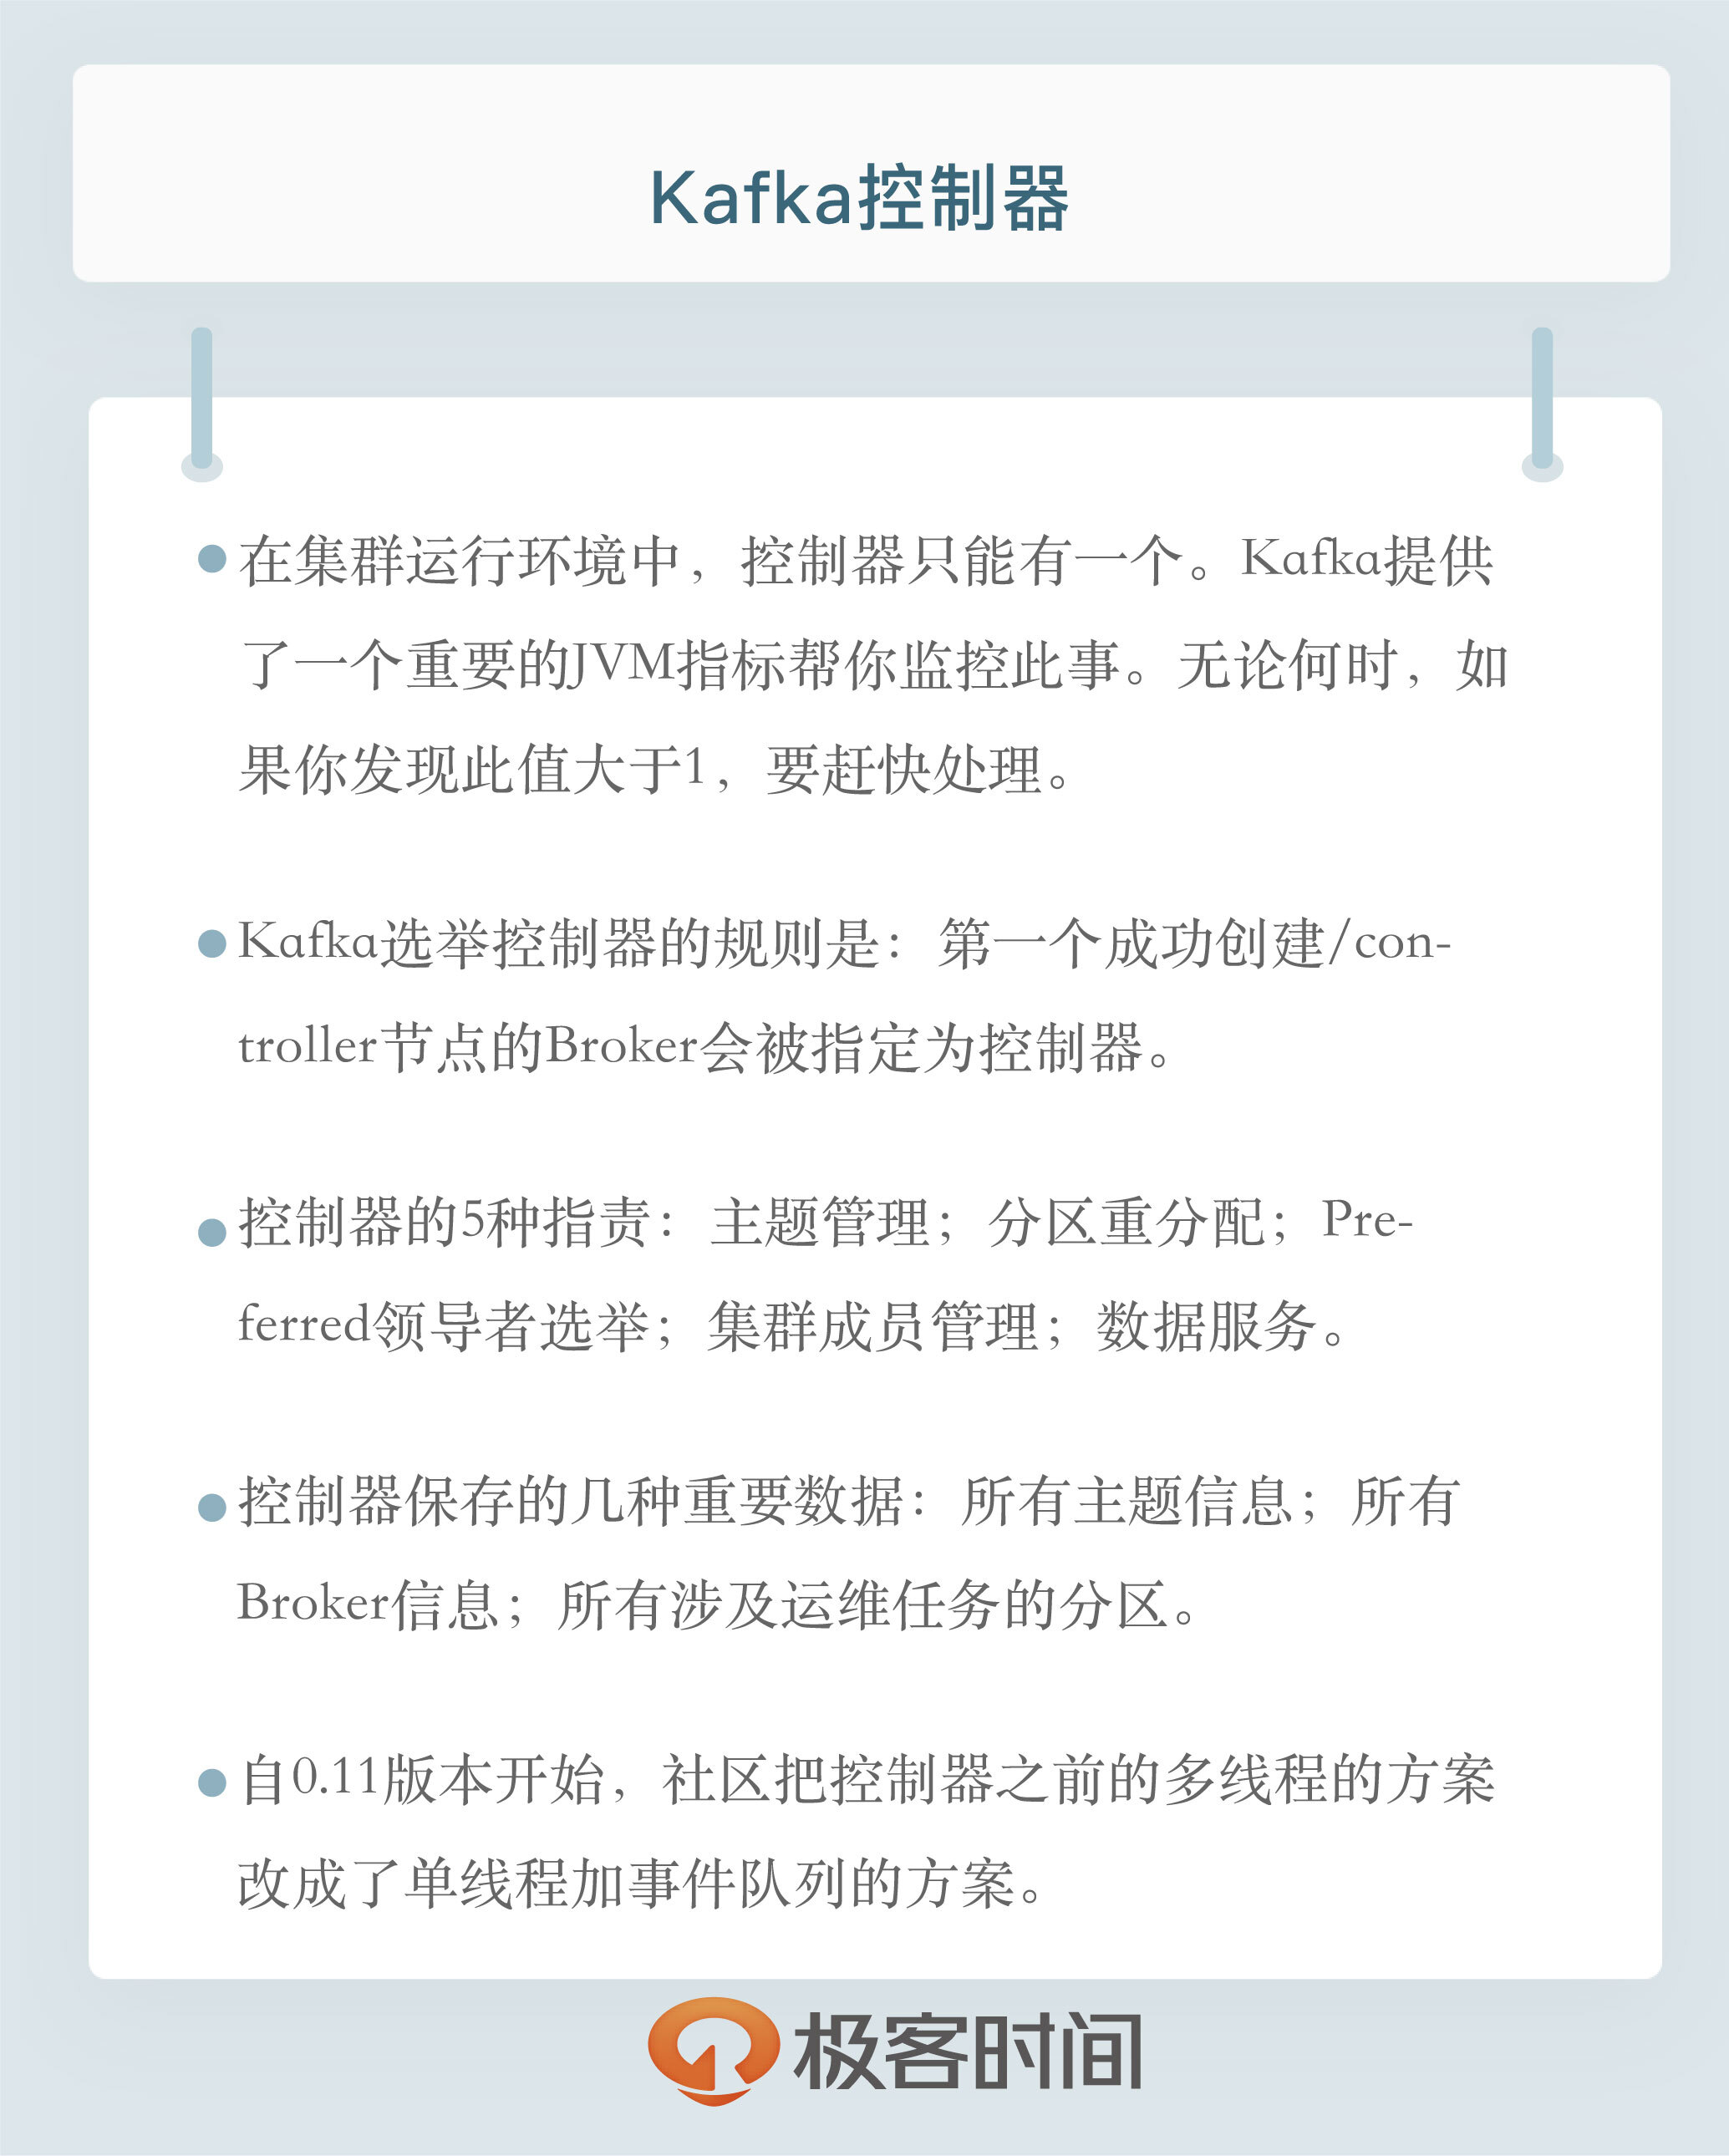 Kafka控制器
在集群运行环境中，控制器只能有一个。Kafka提供
了一个重要的JVM指标帮你监控此事。无论何时，如
果你发现此值大于1，要赶快处理。
Kafka选举控制器的规则是：第一个成功创建/con-
troller节点的Broker会被指定为控制器。
控制器的5种指责：主题管理；分区重分配；Pre-
ferred领导者选举；集群成员管理；数据服务。
控制器保存的几种重要数据：所有主题信息；所有
Broker信息；所有涉及运维任务的分区。
自0.11版本开始，社区把控制器之前的多线程的方案
改成了单线程加事件队列的方案。
极客时间